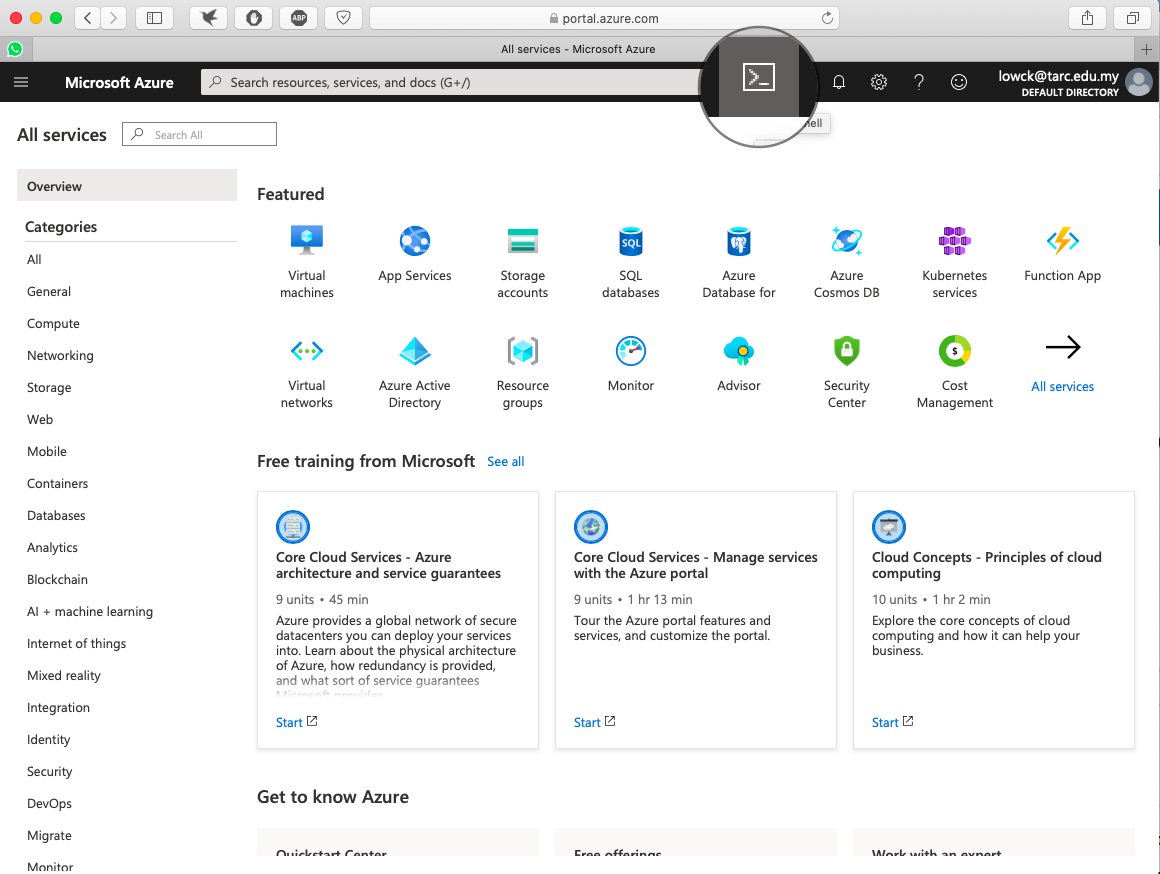 ABP
portal.azure.com
All services - Microsoft Azure
Microsoft Azure
Search resources, services, and docs (G+/)
lowck@tarc.edu.my
DEFAULT DIRECTORY
All services
Search All
Overview
Categories
All
General
Compute
Networking
Storage
Web
Mobile
Containers
Databases
Analytics
Blockchain
AI + machine learning
Internet of things
Mixed reality
Integration
Identity
Security
DevOps
Migrate
Monitor
Featured
Virtual
machines
App Services
Storage
accounts
SQL
SQL
databases
Azure
Database for
Azure
Cosmos DB
Kubernetes
services
Function App
Virtual
networks
Azure Active
Directory
Resource
groups
Monitor
Advisor
Security
Center
$
Cost
Management
All services
Free training from Microsoft See all
Core Cloud Services - Azure
architecture and service guarantees
9 units • 45 min
Azure provides a global network of secure
datacenters you can deploy your services
into. Learn about the physical architecture
of Azure, how redundancy is provided,
and what sort of service guarantees
Microsoft provides
Start
Core Cloud Services - Manage services
with the Azure portal
9 units • 1 hr 13 min
Tour the Azure portal features and
services, and customize the portal.
Start
Cloud Concepts - Principles of cloud
computing
10 units • 1 hr 2 min
Explore the core concepts of cloud
computing and how it can help your
business.
Start
Get to know Azure
Quickstart Center
Free offerings
Work with an expert